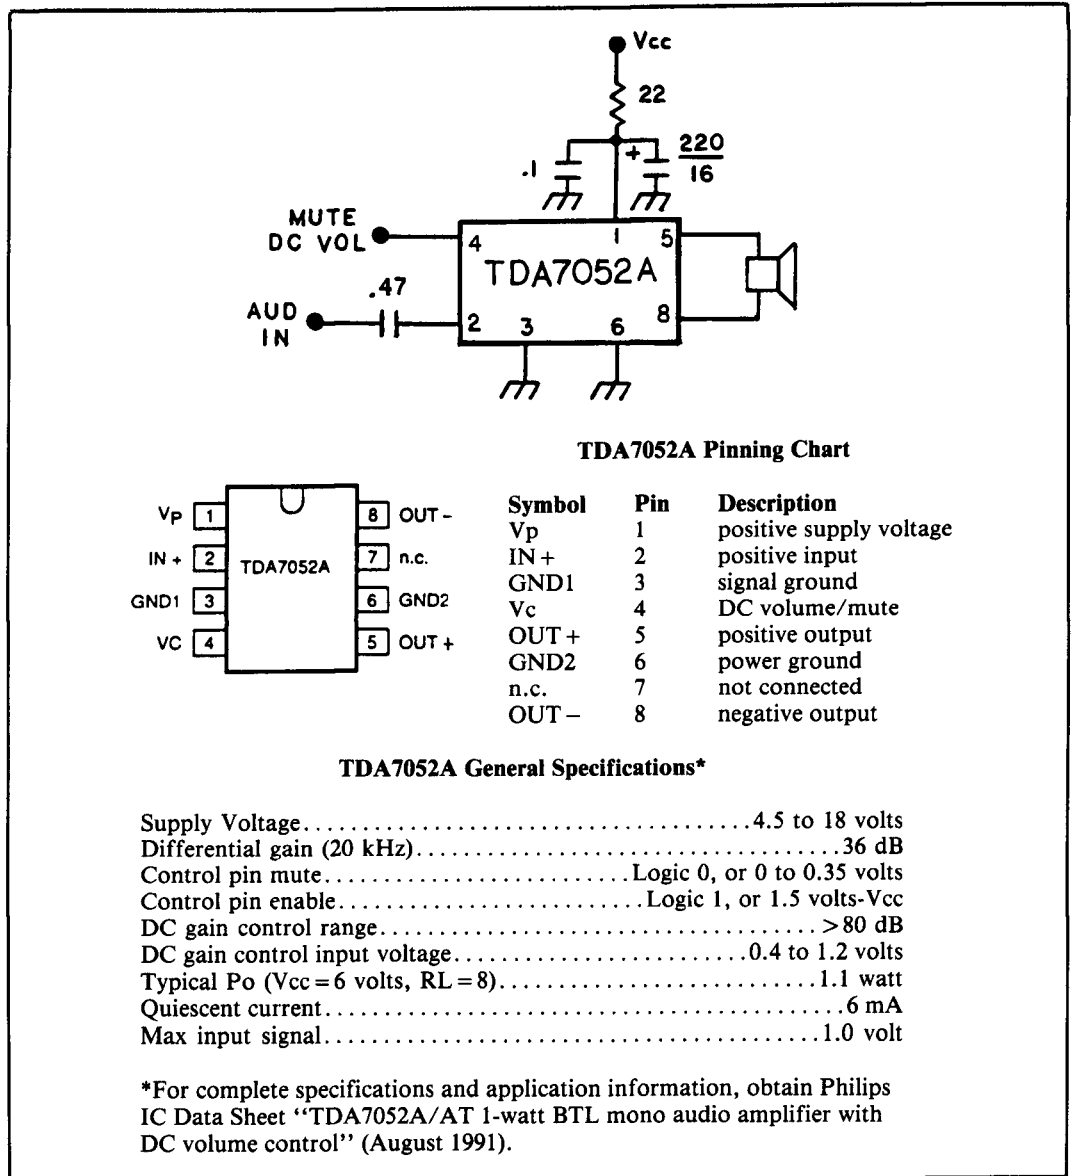 Vcc
22
.1
+
220
16
MUTE
DC VOL
4
1
5
TDA7052A
.47
AUD
IN
2
3
6
8
TDA7052A Pinning Chart
VP 1
8 OUT –
IN + 2
7 n.c.
TDA7052A
GND1 3
6 GND2
VC 4
5 OUT +
Symbol Pin Description
Vp 1 positive supply voltage
IN + 2 positive input
GND1 3 signal ground
Vc 4 DC volume/mute
OUT + 5 positive output
GND2 6 power ground
n.c. 7 not connected
OUT – 8 negative output
TDA7052A General Specifications*
Supply Voltage.......................................4.5 to 18 volts
Differential gain (20 kHz)....................................36 dB
Control pin mute..........................Logic 0, or 0 to 0.35 volts
Control pin enable..........................Logic 1, or 1.5 volts-Vcc
DC gain control range.....................................>80 dB
DC gain control input voltage.........................0.4 to 1.2 volts
Typical Po (Vcc = 6 volts, RL = 8)...........................1.1 watt
Quiescent current............................................6 mA
Max input signal..........................................1.0 volt
*For complete specifications and application information, obtain Philips
IC Data Sheet “TDA7052A/AT 1-watt BTL mono audio amplifier with
DC volume control” (August 1991).